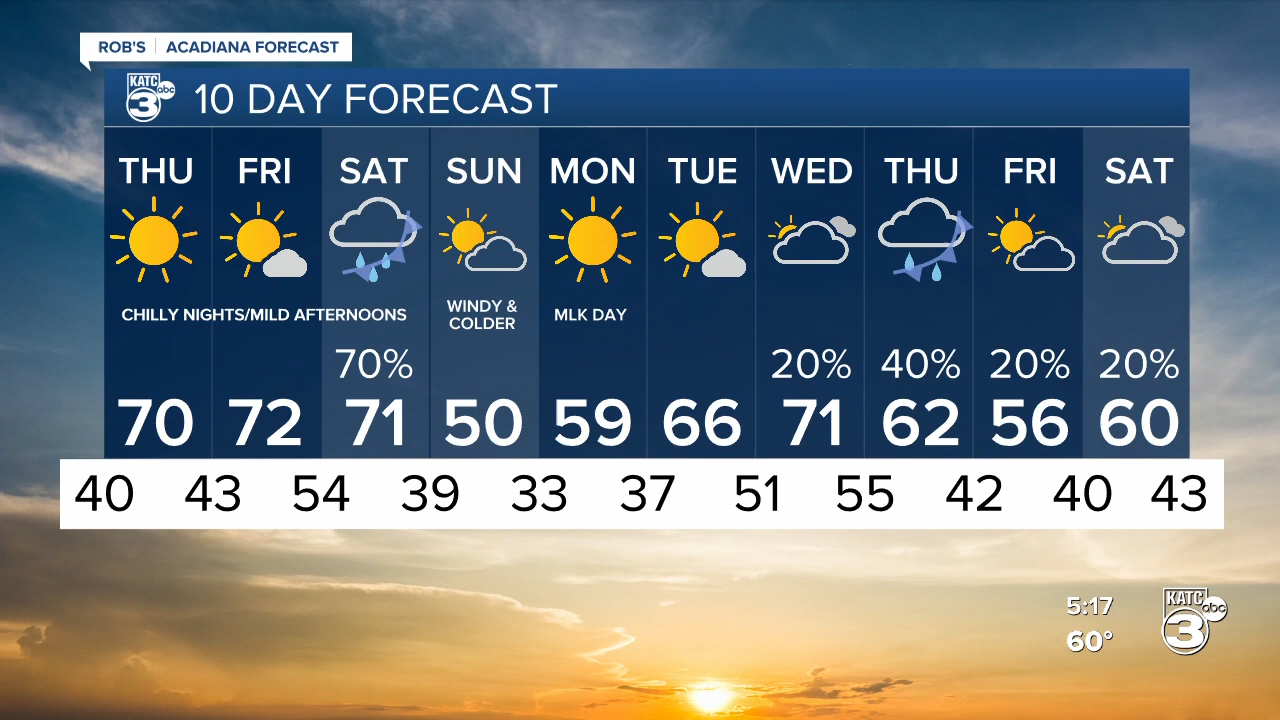 ROB'S | ACADIANA FORECAST
KATC abc 3
10 DAY FORECAST
THU FRI SAT SUN MON TUE WED THU FRI SAT
CHILLY NIGHTS/MILD AFTERNOONS
WINDY &
COLDER
MLK DAY
70% 20% 40% 20% 20%
70 72 71 50 59 66 71 62 56 60
40 43 54 39 33 37 51 55 42 40 43
5:17
60°
KATC abc 3